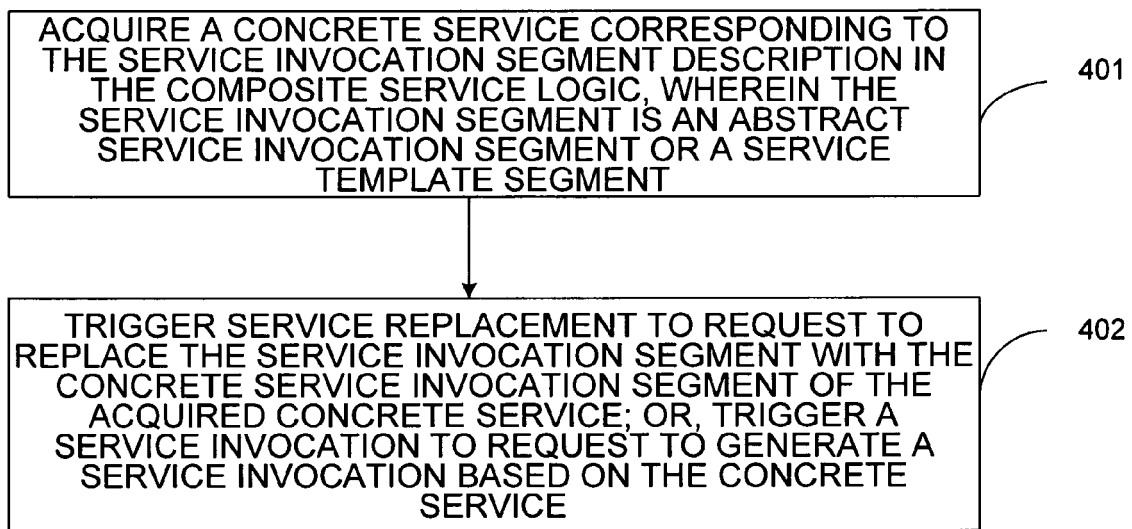 ACQUIRE A CONCRETE SERVICE CORRESPONDING TO
THE SERVICE INVOCATION SEGMENT DESCRIPTION IN
THE COMPOSITE SERVICE LOGIC, WHEREIN THE
SERVICE INVOCATION SEGMENT IS AN ABSTRACT
SERVICE INVOCATION SEGMENT OR A SERVICE
TEMPLATE SEGMENT
401
TRIGGER SERVICE REPLACEMENT TO REQUEST TO
REPLACE THE SERVICE INVOCATION SEGMENT WITH THE
CONCRETE SERVICE INVOCATION SEGMENT OF THE
ACQUIRED CONCRETE SERVICE; OR, TRIGGER A
SERVICE INVOCATION TO REQUEST TO GENERATE A
SERVICE INVOCATION BASED ON THE CONCRETE
SERVICE
402